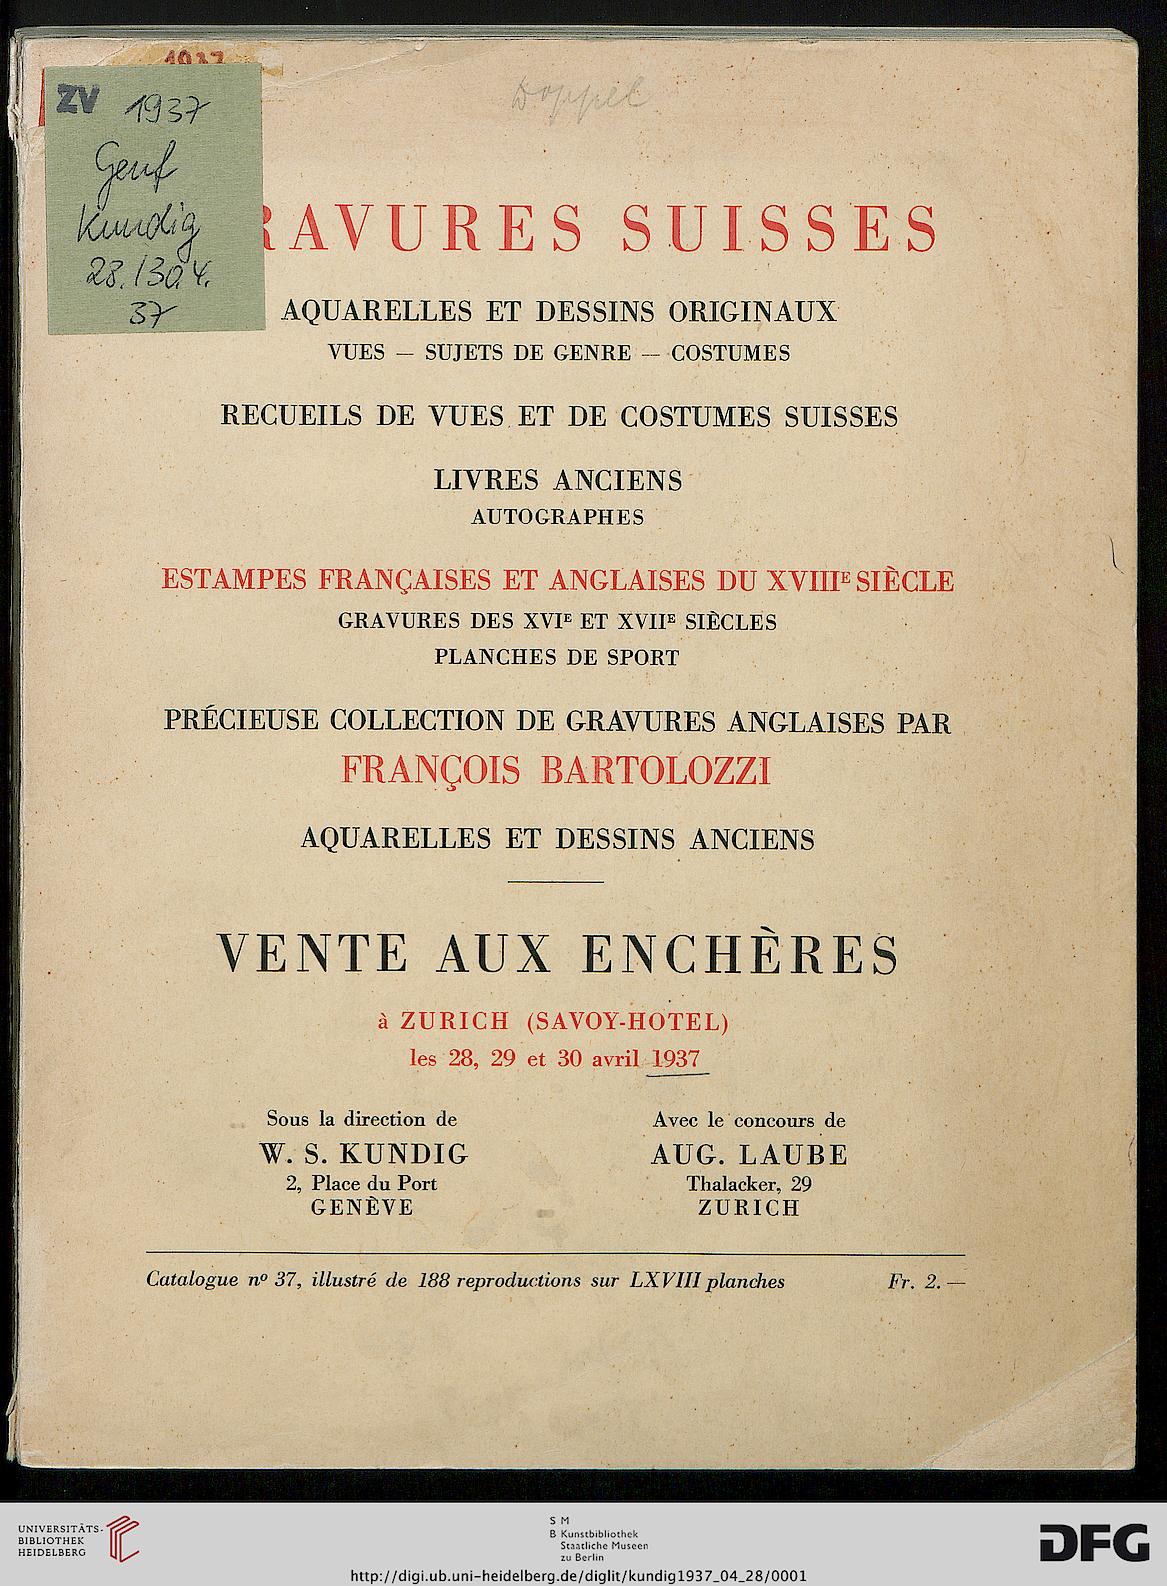 1937
Doppel
ZV 1937
Genf
Kundig
28./30.4.
37
RAVURES SUISSES
AQUARELLES ET DESSINS ORIGINAUX
VUES — SUJETS DE GENRE — COSTUMES
RECUEILS DE VUES ET DE COSTUMES SUISSES
LIVRES ANCIENS
AUTOGRAPHES
ESTAMPES FRANÇAISES ET ANGLAISES DU XVIIIE SIÈCLE
GRAVURES DES XVIE ET XVIIE SIÈCLES
PLANCHES DE SPORT
PRÉCIEUSE COLLECTION DE GRAVURES ANGLAISES PAR
FRANÇOIS BARTOLOZZI
AQUARELLES ET DESSINS ANCIENS
VENTE AUX ENCHÈRES
à ZURICH (SAVOY-HOTEL)
les 28, 29 et 30 avril 1937
Sous la direction de
W. S. KUNDIG
2, Place du Port
GENÈVE
Avec le concours de
AUG. LAUBE
Thalacker, 29
ZURICH
Catalogue nº 37, illustré de 188 reproductions sur LXVIII planches Fr. 2.—
UNIVERSITÄTS-
BIBLIOTHEK
HEIDELBERG
S M
B Kunstbibliothek
Staatliche Museen
zu Berlin
DFG
http://digi.ub.uni-heidelberg.de/diglit/kundig1937_04_28/0001